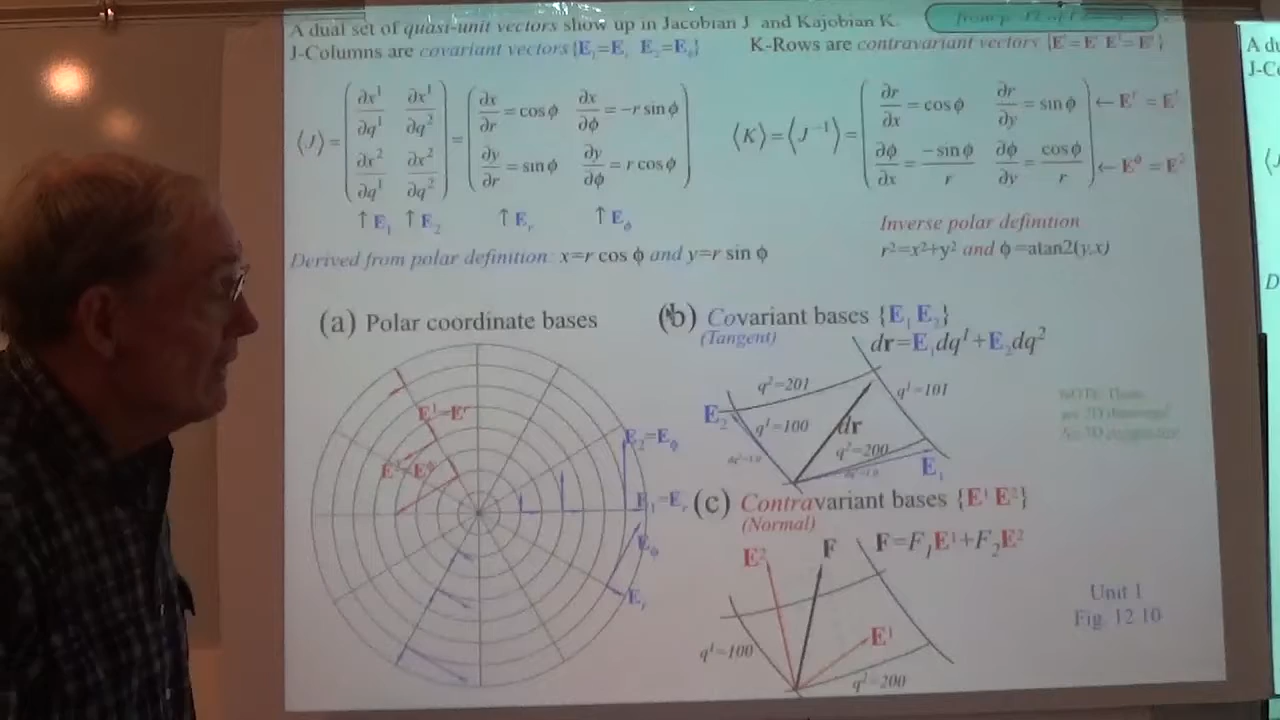 A dual set of quasi-unit vectors show up in Jacobian J and Kajobian K.
J-Columns are covariant vectors {E₁=Eᵣ E₂=Eᵩ}
K-Rows are contravariant vectors {E¹=Eʳ E²=Eᵠ}
⟨J⟩ = (∂x¹/∂q¹ ∂x¹/∂q² = (∂x/∂r = cos ϕ ∂x/∂ϕ = -r sin ϕ
∂x²/∂q¹ ∂x²/∂q²) ∂y/∂r = sin ϕ ∂y/∂ϕ = r cos ϕ)
↑E₁ ↑E₂ ↑Eᵣ ↑Eᵩ
⟨K⟩=⟨J⁻¹⟩= (∂r/∂x = cos ϕ ∂r/∂y = sin ϕ) ← Eʳ = E¹
(∂ϕ/∂x = -sin ϕ/r ∂ϕ/∂y = cos ϕ/r) ← Eᵠ = E²
Derived from polar definition: x=r cos ϕ and y=r sin ϕ
Inverse polar definition
r²=x²+y² and ϕ =atan2(y,x)
(a) Polar coordinate bases
E¹=Eʳ
E²=Eᵠ
E₂=Eᵩ
E₁=Eᵣ
Eᵩ
Eᵣ
(b) Covariant bases {E₁ E₂}
(Tangent)
dr=E₁dq¹+E₂dq²
q²=201
q¹=101
E₂
q¹=100
dr
q²=200
E₁
(c) Contravariant bases {E¹ E²}
(Normal)
F=F₁E¹+F₂E²
E²
F
E¹
q¹=100
q²=200
Unit 1
Fig. 12.10
A du
J-Co